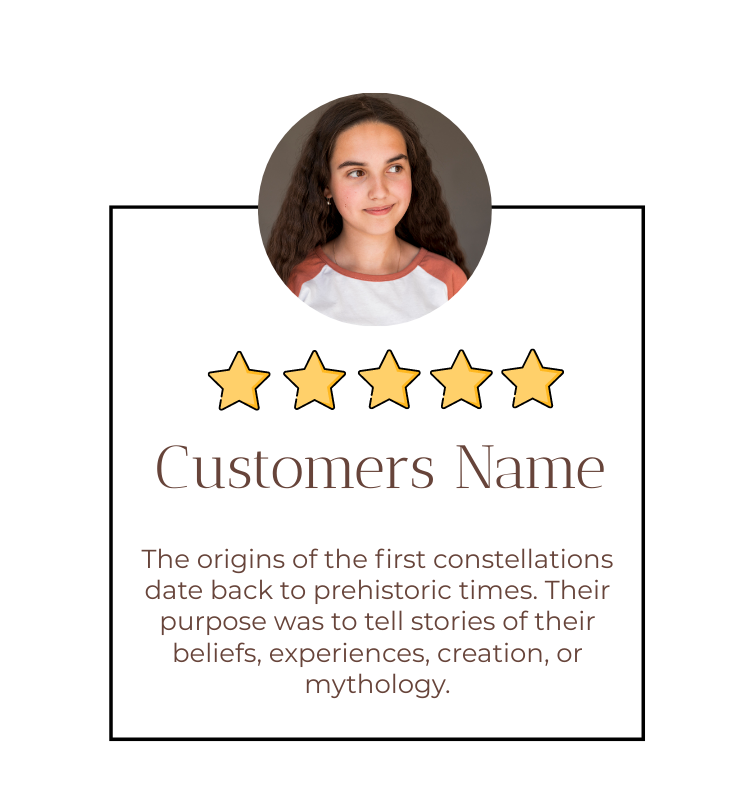 Customers Name
The origins of the first constellations
date back to prehistoric times. Their
purpose was to tell stories of their
beliefs, experiences, creation, or
mythology.